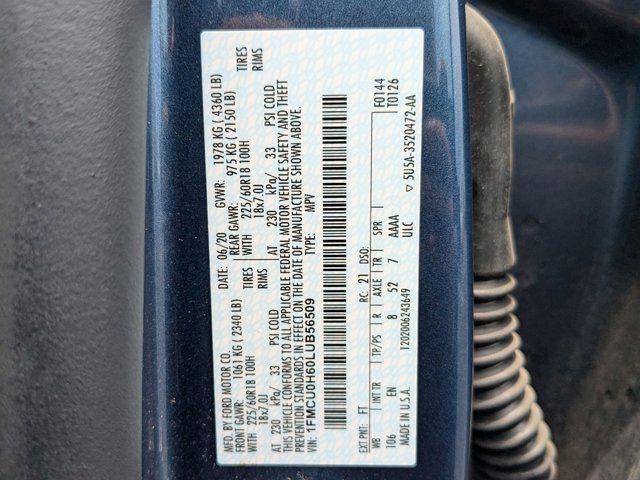 MFD. BY FORD MOTOR CO.
DATE: 06/20 GVWR: 1978 KG ( 4360 LB)
FRONT GAWR: 1061 KG ( 2340 LB) REAR GAWR: 975 KG ( 2150 LB)
WITH 225/60R18 100H TIRES WITH 225/60R18 100H TIRES
18x7.0J RIMS 18x7.0J RIMS
AT 230 kPa/ 33 PSI COLD AT 230 kPa/ 33 PSI COLD
THIS VEHICLE CONFORMS TO ALL APPLICABLE FEDERAL MOTOR VEHICLE SAFETY AND THEFT
PREVENTION STANDARDS IN EFFECT ON THE DATE OF MANUFACTURE SHOWN ABOVE.
VIN: 1FMCU0H60LUB56509 TYPE: MPV
F0144
T0126
EXT PNT: FT RC: 21 DSO:
WB INT TR TP/PS R AXLE TR SPR
106 EN 8 52 7 AAAA
ULC
MADE IN U.S.A. 1202006243649 5U5A-3520472-AA